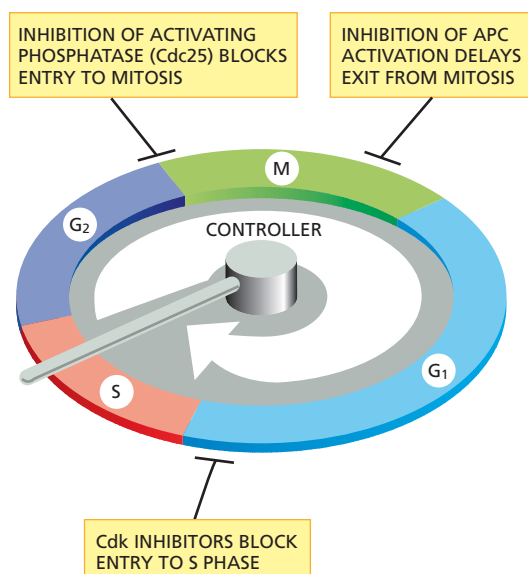 INHIBITION OF ACTIVATING
PHOSPHATASE (Cdc25) BLOCKS
ENTRY TO MITOSIS
INHIBITION OF APC
ACTIVATION DELAYS
EXIT FROM MITOSIS
M
G₂
CONTROLLER
G₁
S
Cdk INHIBITORS BLOCK
ENTRY TO S PHASE